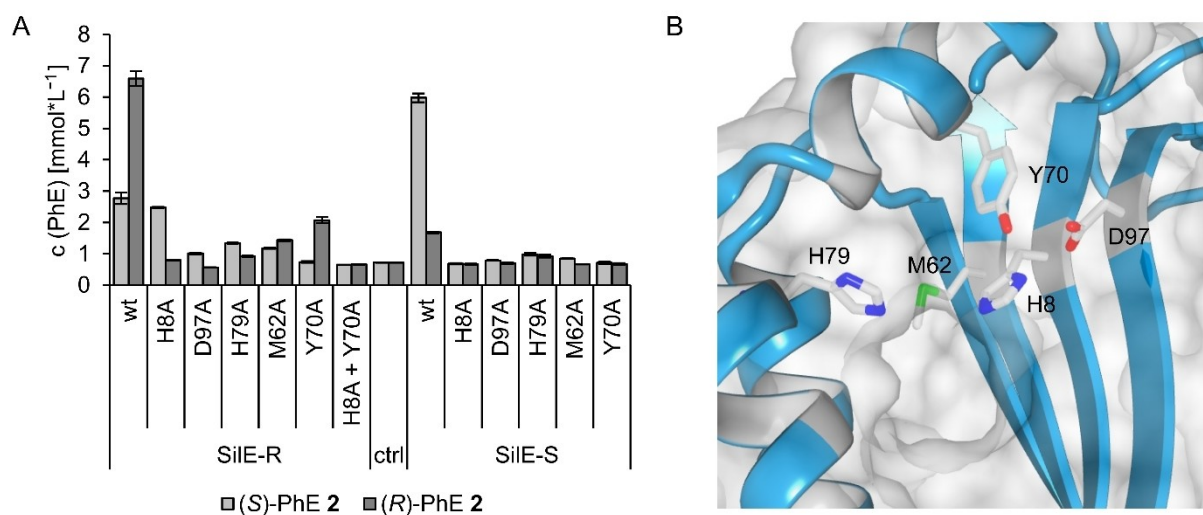 A
c (PhE) [mmol*L⁻¹]
8
7
6
5
4
3
2
1
0
wt
H8A
D97A
H79A
M62A
Y70A
H8A + Y70A
wt
H8A
D97A
H79A
M62A
Y70A
SilE-R ctrl SilE-S
(S)-PhE 2 (R)-PhE 2
B
Y70
D97
H79
M62
H8